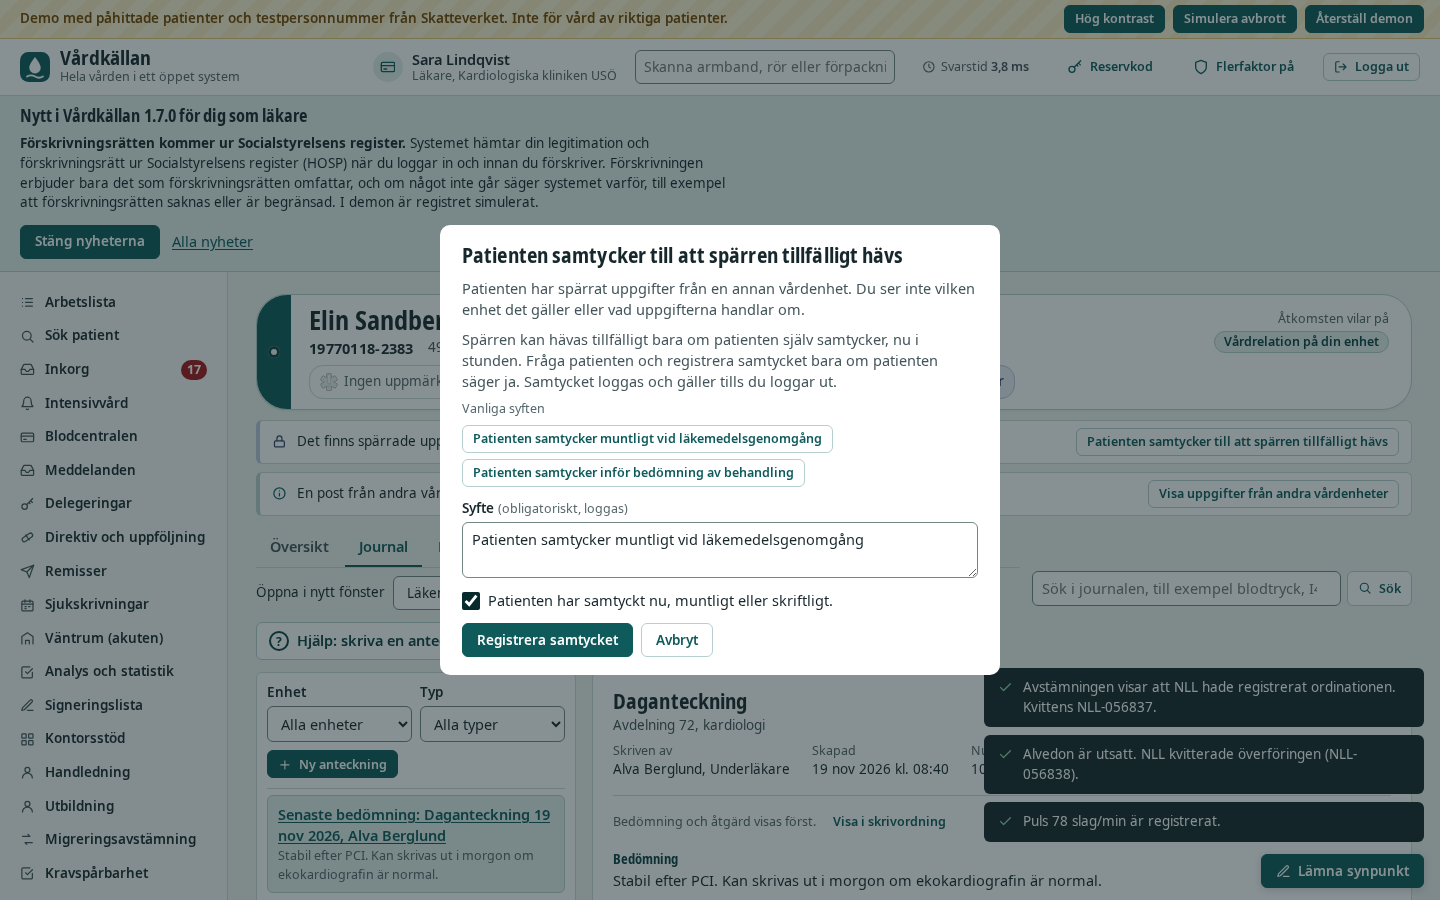 Demo med påhittade patienter och testpersonnummer från Skatteverket. Inte för vård av riktiga patienter.
Hög kontrast
Simulera avbrott
Återställ demon
Vårdkällan
Hela vården i ett öppet system
Sara Lindqvist
Läkare, Kardiologiska kliniken USÖ
Skanna armband, rör eller förpackni
Svarstid 3,8 ms
Reservkod
Flerfaktor på
Logga ut
Nytt i Vårdkällan 1.7.0 för dig som läkare
Förskrivningsrätten kommer ur Socialstyrelsens register. Systemet hämtar din legitimation och
förskrivningsrätt ur Socialstyrelsens register (HOSP) när du loggar in och innan du förskriver. Förskrivningen
erbjuder bara det som förskrivningsrätten omfattar, och om något inte går säger systemet varför, till exempel
att förskrivningsrätten saknas eller är begränsad. I demon är registret simulerat.
Stäng nyheterna
Alla nyheter
Arbetslista
Sök patient
Inkorg
17
Intensivvård
Blodcentralen
Meddelanden
Delegeringar
Direktiv och uppföljning
Remisser
Sjukskrivningar
Väntrum (akuten)
Analys och statistik
Signeringslista
Kontorsstöd
Handledning
Utbildning
Migreringsavstämning
Kravspårbarhet
Elin Sandber
19770118-2383
49
Ingen uppmärk
r
Åtkomsten vilar på
Vårdrelation på din enhet
Det finns spärrade upp
Patienten samtycker till att spärren tillfälligt hävs
En post från andra vår
Visa uppgifter från andra vårdenheter
Översikt
Journal
Öppna i nytt fönster
Läker
Sök i journalen, till exempel blodtryck, I
Sök
Hjälp: skriva en ante
Patienten samtycker till att spärren tillfälligt hävs
Patienten har spärrat uppgifter från en annan vårdenhet. Du ser inte vilken
enhet det gäller eller vad uppgifterna handlar om.
Spärren kan hävas tillfälligt bara om patienten själv samtycker, nu i
stunden. Fråga patienten och registrera samtycket bara om patienten
säger ja. Samtycket loggas och gäller tills du loggar ut.
Vanliga syften
Patienten samtycker muntligt vid läkemedelsgenomgång
Patienten samtycker inför bedömning av behandling
Syfte (obligatoriskt, loggas)
Patienten samtycker muntligt vid läkemedelsgenomgång
Patienten har samtyckt nu, muntligt eller skriftligt.
Registrera samtycket
Avbryt
Enhet
Typ
Alla enheter
Alla typer
Ny anteckning
Senaste bedömning: Daganteckning 19
nov 2026, Alva Berglund
Stabil efter PCI. Kan skrivas ut i morgon om
ekokardiografin är normal.
Daganteckning
Avdelning 72, kardiologi
Skriven av
Alva Berglund, Underläkare
Skapad
19 nov 2026 kl. 08:40
Nu
10
Bedömning och åtgärd visas först.
Visa i skrivordning
Bedömning
Stabil efter PCI. Kan skrivas ut i morgon om ekokardiografin är normal.
Avstämningen visar att NLL hade registrerat ordinationen.
Kvittens NLL-056837.
Alvedon är utsatt. NLL kvitterade överföringen (NLL-
056838).
Puls 78 slag/min är registrerat.
Lämna synpunkt